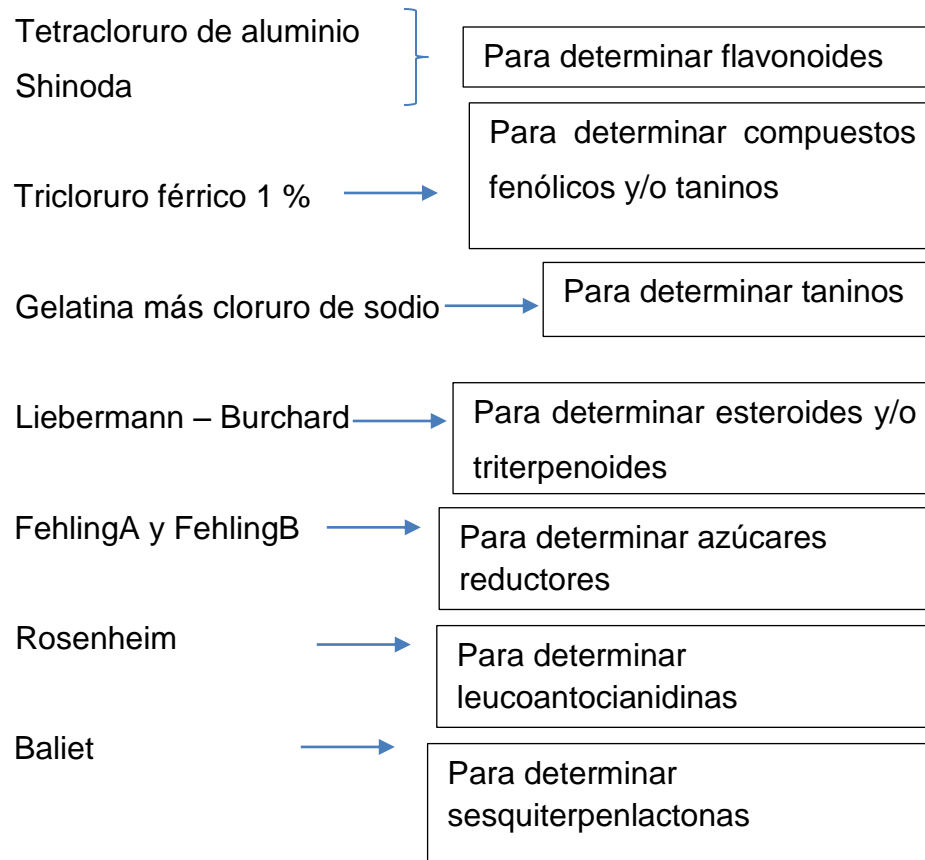 Tetracloruro de aluminio
Shinoda
Para determinar flavonoides
Tricloruro férrico 1 %
Para determinar compuestos
fenólicos y/o taninos
Gelatina más cloruro de sodio
Para determinar taninos
Liebermann – Burchard
Para determinar esteroides y/o
triterpenoides
FehlingA y FehlingB
Para determinar azúcares
reductores
Rosenheim
Para determinar
leucoantocianidinas
Baliet
Para determinar
sesquiterpenlactonas